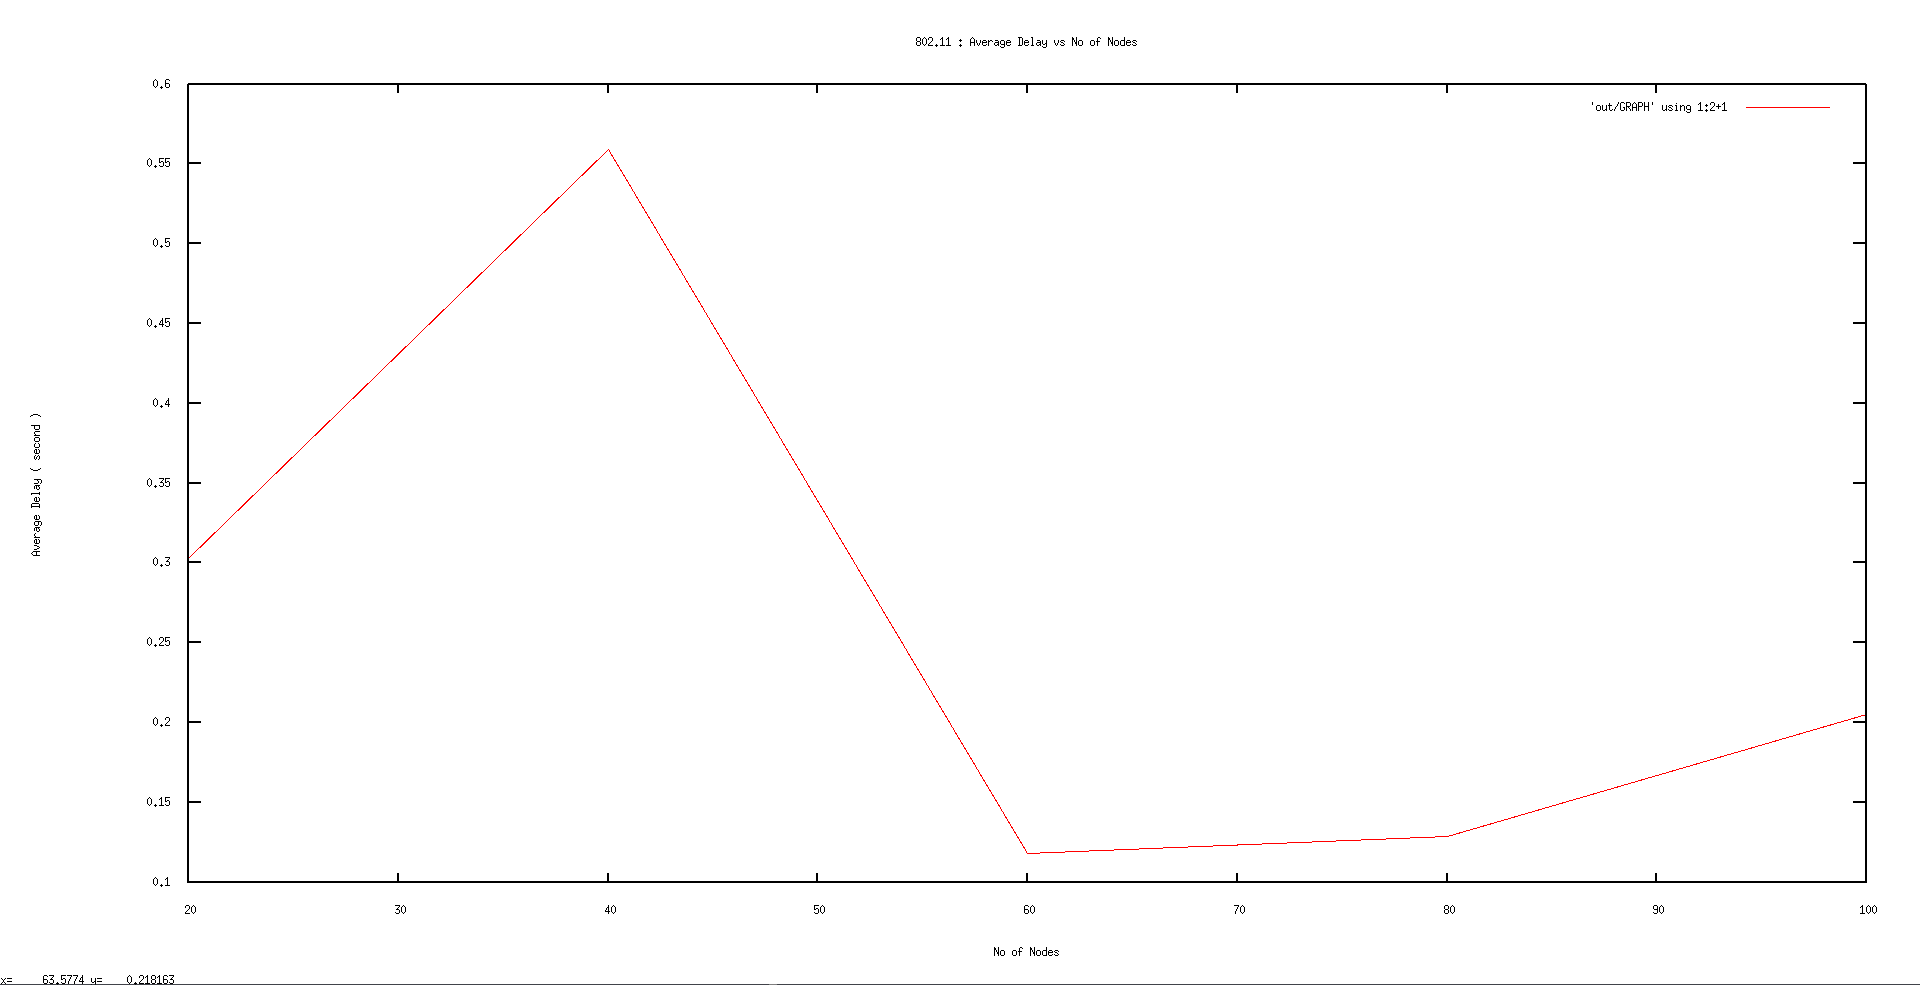 802.11 : Average Delay vs No of Nodes
'out/GRAPH' using 1:2+1
0.6
0.55
0.5
0.45
0.4
0.35
0.3
0.25
0.2
0.15
0.1
Average Delay ( second )
20 30 40 50 60 70 80 90 100
No of Nodes
x= 63.5774 y= 0.218163